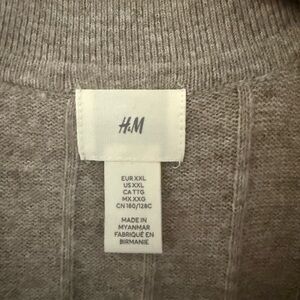 H&M
EUR XXL
US XXL
CA TTG
MX XXG
CN 180/128C
MADE IN
MYANMAR
FABRIQUÉ EN
BIRMANIE